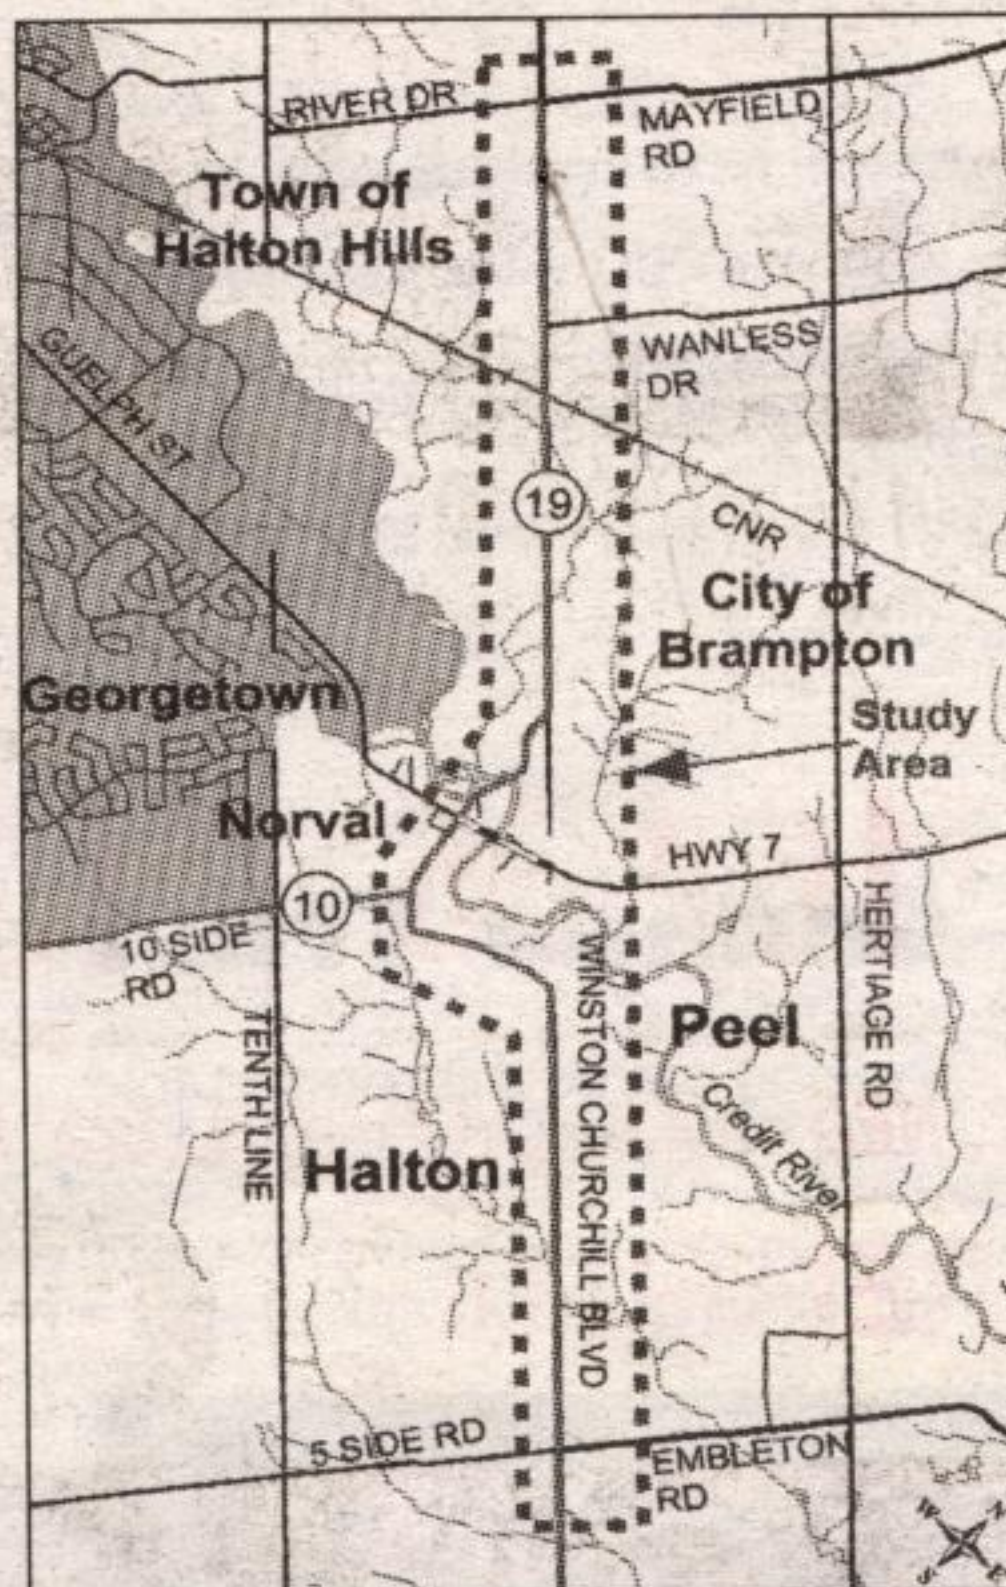 RIVER DR
MAYFIELD
RD
Town of
Halton Hills
GUELPH ST
WANLESS
DR
19
CNR
City of
Brampton
Georgetown
Study
Area
Norval
HWY 7
10
HERTIAGE RD
10 SIDE
RD
WINSTON CHURCHILL BLVD
TENTH LINE
Peel
Credit River
Halton
5 SIDE RD
EMBLETON
RD
W
N
S
E